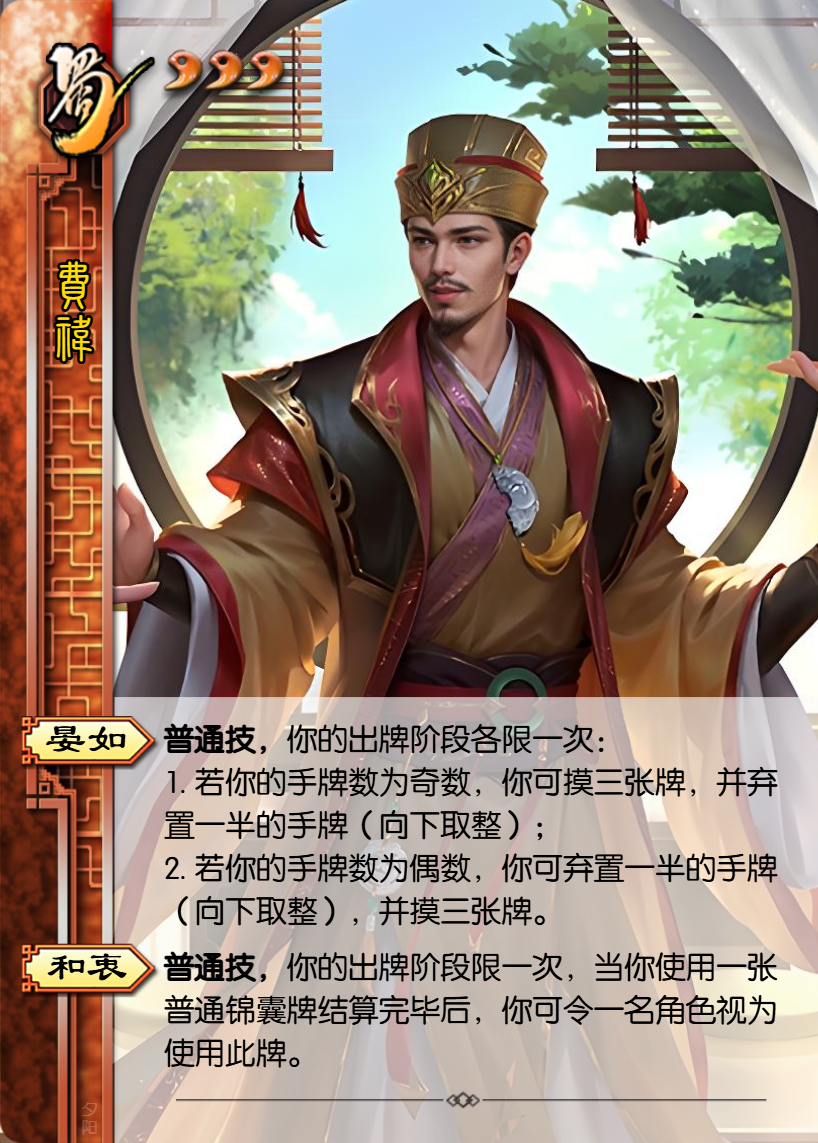 蜀
費禕
晏如
普通技，你的出牌阶段各限一次：
1. 若你的手牌数为奇数，你可摸三张牌，并弃
置一半的手牌（向下取整）；
2. 若你的手牌数为偶数，你可弃置一半的手牌
（向下取整），并摸三张牌。
和衷
普通技，你的出牌阶段限一次，当你使用一张
普通锦囊牌结算完毕后，你可令一名角色视为
使用此牌。
夕阳